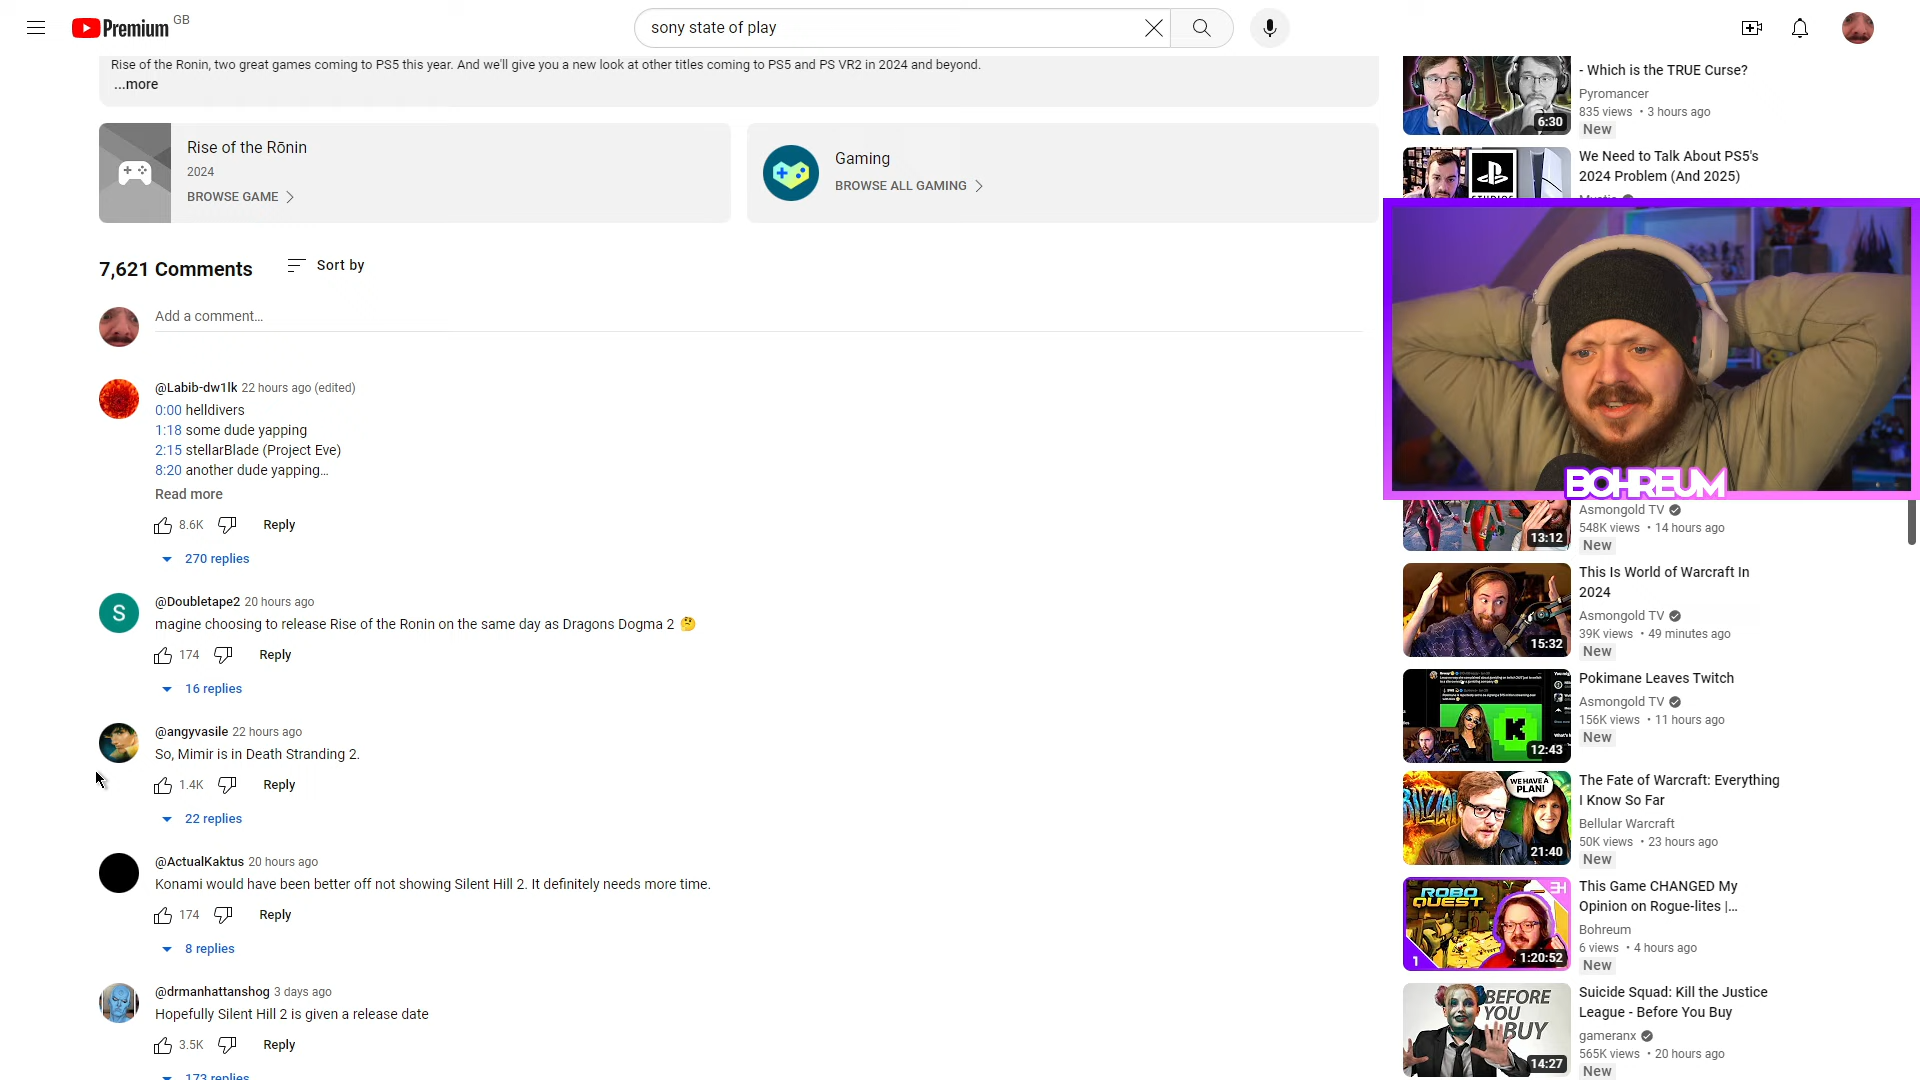 Premium GB
sony state of play
Rise of the Ronin, two great games coming to PS5 this year. And we'll give you a new look at other titles coming to PS5 and PS VR2 in 2024 and beyond.
...more
Rise of the Rōnin
2024
BROWSE GAME
Gaming
BROWSE ALL GAMING
7,621 Comments
Sort by
Add a comment...
@Labib-dw1lk 22 hours ago (edited)
0:00 helldivers
1:18 some dude yapping
2:15 stellarBlade (Project Eve)
8:20 another dude yapping...
Read more
8.6K Reply
270 replies
@Doubletape2 20 hours ago
S
magine choosing to release Rise of the Ronin on the same day as Dragons Dogma 2 🤔
174 Reply
16 replies
@angyvasile 22 hours ago
So, Mimir is in Death Stranding 2.
1.4K Reply
22 replies
@ActualKaktus 20 hours ago
Konami would have been better off not showing Silent Hill 2. It definitely needs more time.
174 Reply
8 replies
@drmanhattanshog 3 days ago
Hopefully Silent Hill 2 is given a release date
3.5K Reply
173 replies
- Which is the TRUE Curse?
Pyromancer
835 views • 3 hours ago
New
6:30
We Need to Talk About PS5's
2024 Problem (And 2025)
BOHREUM
Asmongold TV
548K views • 14 hours ago
New
13:12
This Is World of Warcraft In
2024
Asmongold TV
39K views • 49 minutes ago
New
15:32
Pokimane Leaves Twitch
Asmongold TV
156K views • 11 hours ago
New
12:43
The Fate of Warcraft: Everything
I Know So Far
Bellular Warcraft
50K views • 23 hours ago
New
WE HAVE A
PLAN!
21:40
This Game CHANGED My
Opinion on Rogue-lites |...
Bohreum
6 views • 4 hours ago
New
ROBO
QUEST
1
1:20:52
Suicide Squad: Kill the Justice
League - Before You Buy
gameranx
565K views • 20 hours ago
New
BEFORE
YOU
BUY
14:27